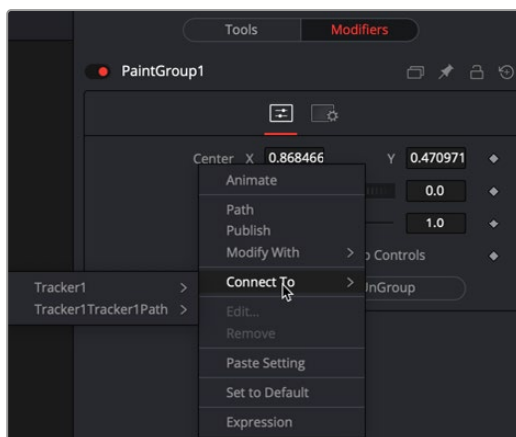 Tools Modifiers
PaintGroup1
Center X 0.868466 Y 0.470971
Animate
0.0
Path
Publish
1.0
Modify With > Controls
Tracker1 >
Connect To > UnGroup
Tracker1Tracker1Path >
Edit...
Remove
Paste Setting
Set to Default
Expression